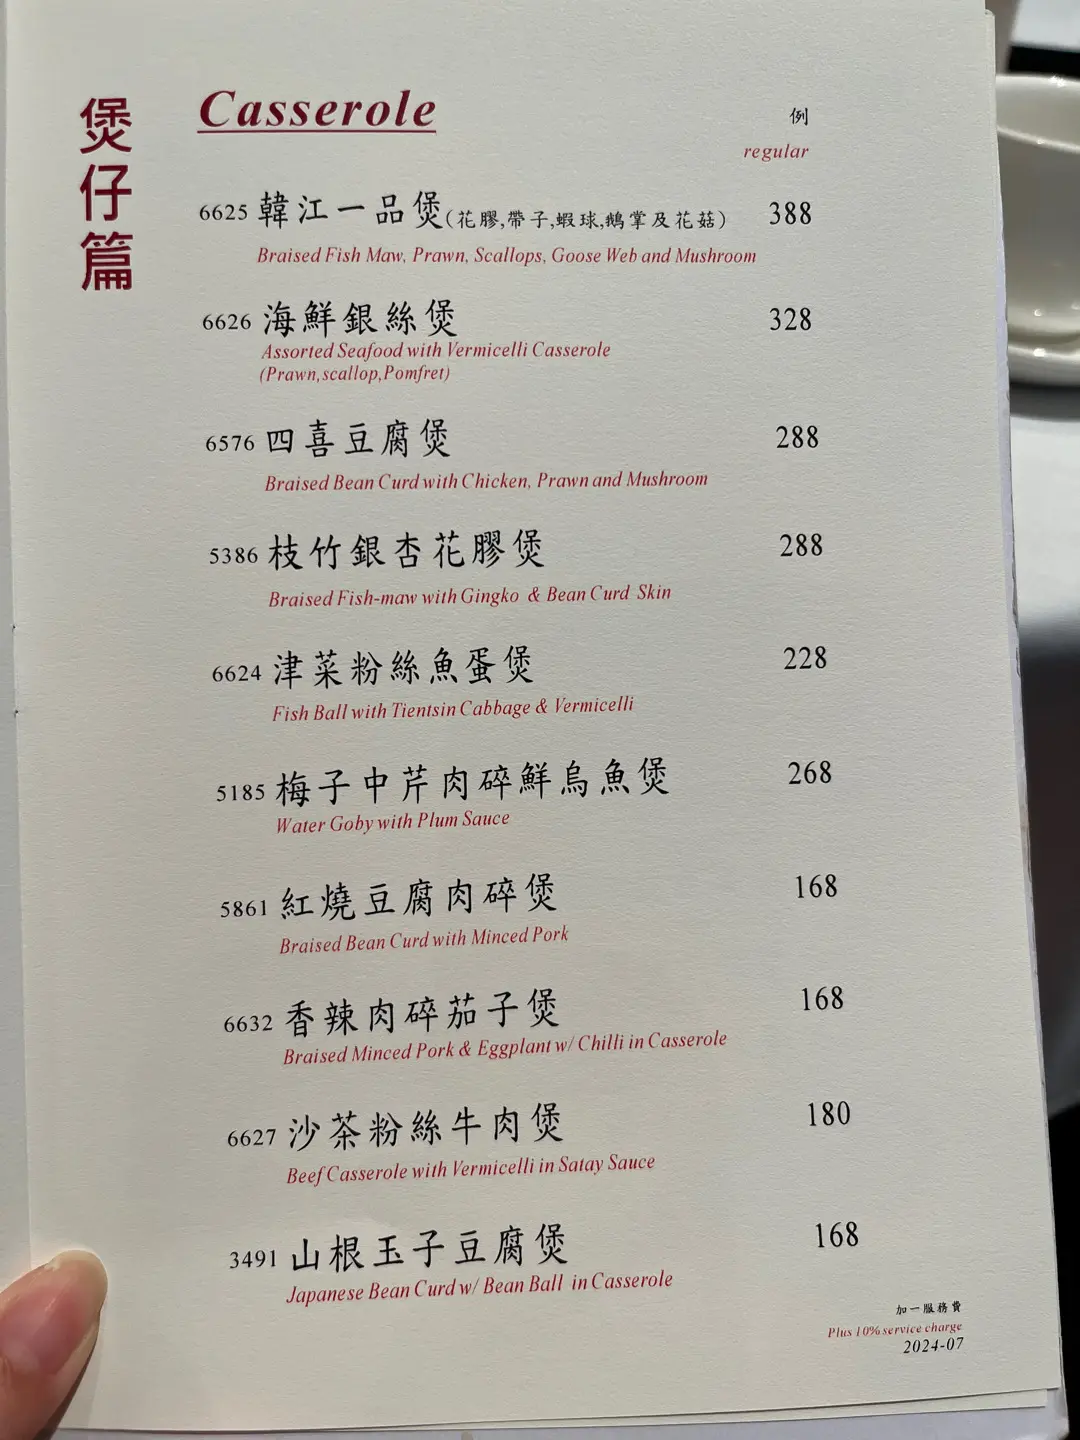 煲仔篇
Casserole
例
regular
6625 韓江一品煲(花膠,帶子,蝦球,鵝掌及花菇) 388
Braised Fish Maw, Prawn, Scallops, Goose Web and Mushroom
6626 海鮮銀絲煲 328
Assorted Seafood with Vermicelli Casserole
(Prawn,scallop,Pomfret)
6576 四喜豆腐煲 288
Braised Bean Curd with Chicken, Prawn and Mushroom
5386 枝竹銀杏花膠煲 288
Braised Fish-maw with Gingko & Bean Curd Skin
6624 津菜粉絲魚蛋煲 228
Fish Ball with Tientsin Cabbage & Vermicelli
5185 梅子中芹肉碎鮮烏魚煲 268
Water Goby with Plum Sauce
5861 紅燒豆腐肉碎煲 168
Braised Bean Curd with Minced Pork
6632 香辣肉碎茄子煲 168
Braised Minced Pork & Eggplant w/ Chilli in Casserole
6627 沙茶粉絲牛肉煲 180
Beef Casserole with Vermicelli in Satay Sauce
3491 山根玉子豆腐煲 168
Japanese Bean Curd w/ Bean Ball in Casserole
加一服務費
Plus 10% service charge
2024-07